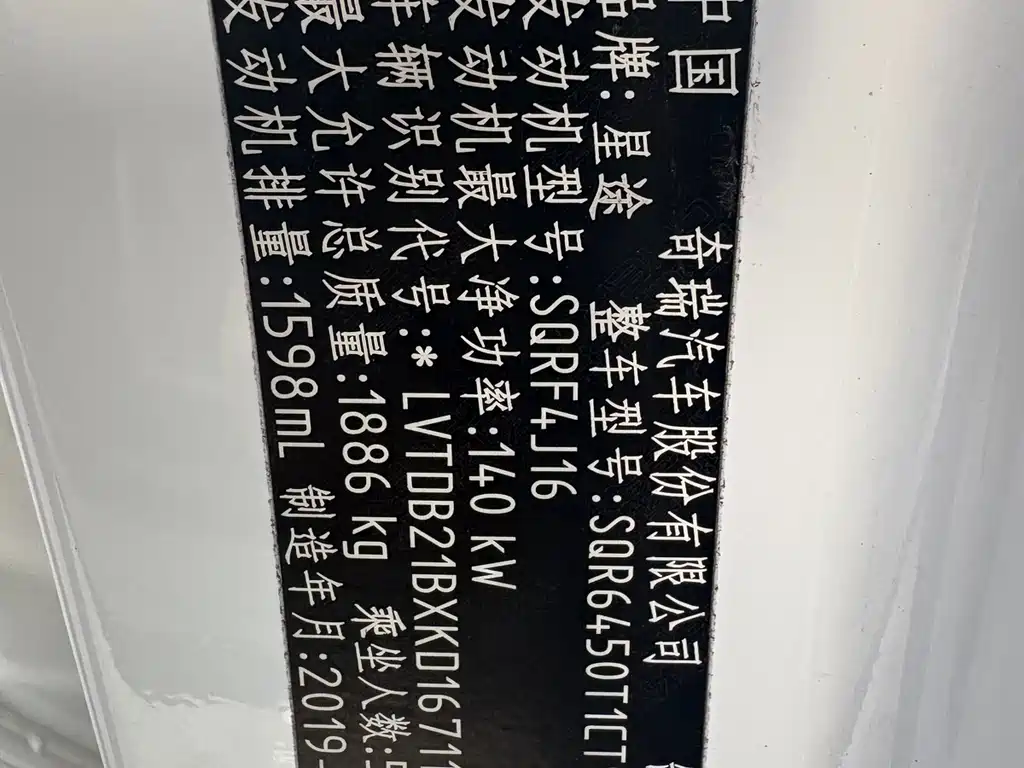 中国 奇瑞汽车股份有限公司
品牌:星途 整车型号:SQR6450T1CT
发动机型号:SQRF4J16
发动机最大净功率:140 kW
车辆识别代号:* LVTDB21BXKD16711
最大允许总质量:1886 kg 乘坐人数:5
发动机排量:1598mL 制造年月:2019-